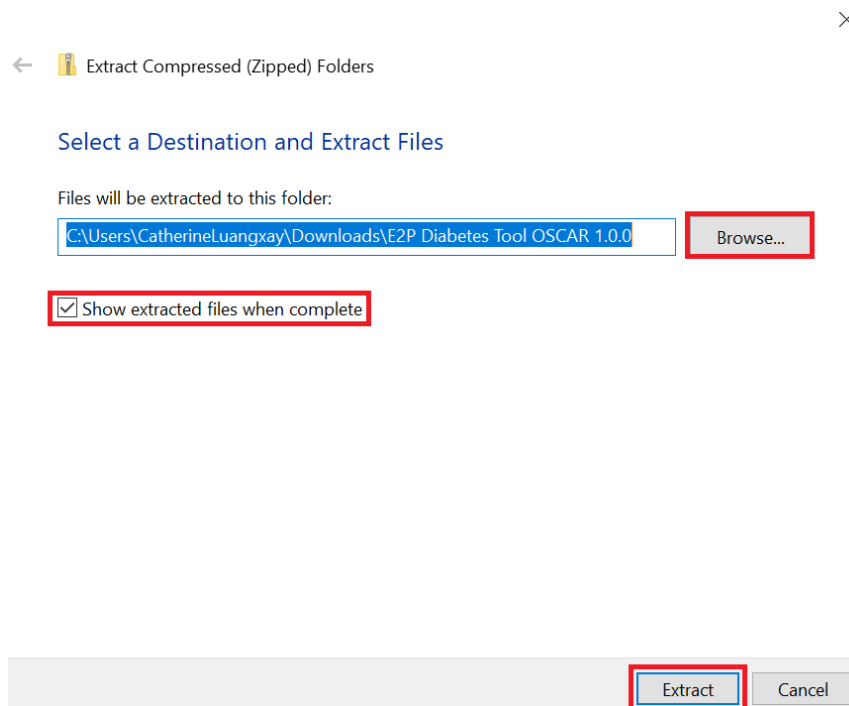 Extract Compressed (Zipped) Folders
Select a Destination and Extract Files
Files will be extracted to this folder:
C:\Users\CatherineLuangxay\Downloads\E2P Diabetes Tool OSCAR 1.0.0
Browse...
Show extracted files when complete
Extract
Cancel